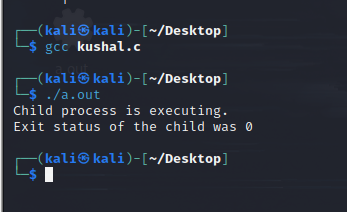 ┌──(kali㉿kali)-[~/Desktop]
└─$ gcc kushal.c
┌──(kali㉿kali)-[~/Desktop]
└─$ ./a.out
Child process is executing.
Exit status of the child was 0
┌──(kali㉿kali)-[~/Desktop]
└─$